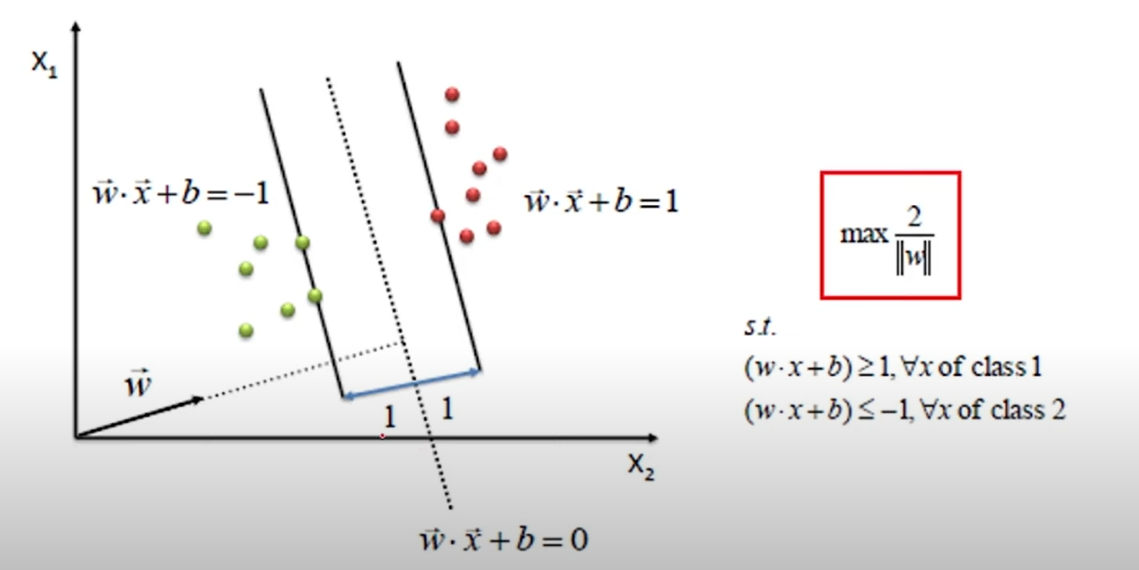 X₁
w⃗·x⃗+b=−1
w⃗·x⃗+b=1
max 2/‖w‖
s.t.
(w·x+b)≥1,∀x of class 1
(w·x+b)≤−1,∀x of class 2
w⃗
1 1
X₂
w⃗·x⃗+b=0